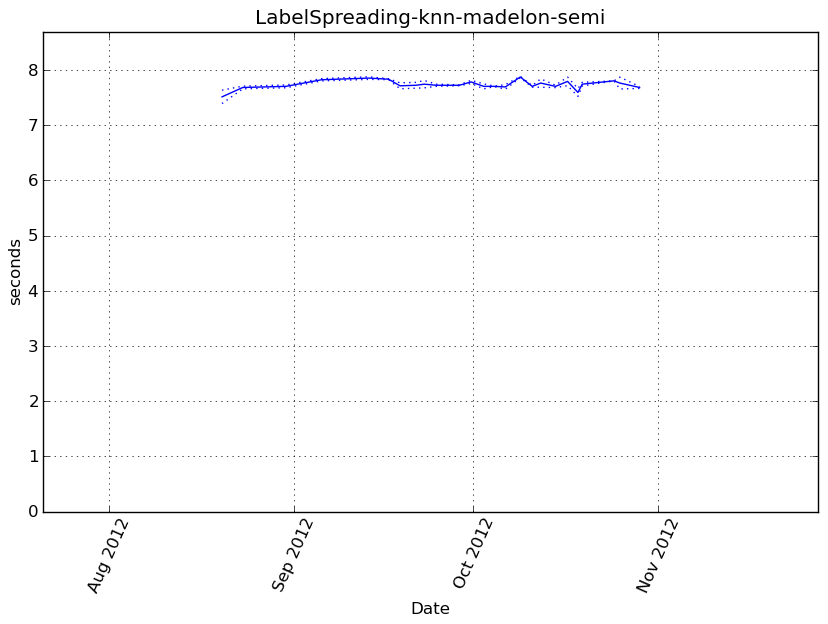 LabelSpreading-knn-madelon-semi
8
7
6
5
4
3
2
1
0
seconds
Aug 2012
Sep 2012
Oct 2012
Nov 2012
Date